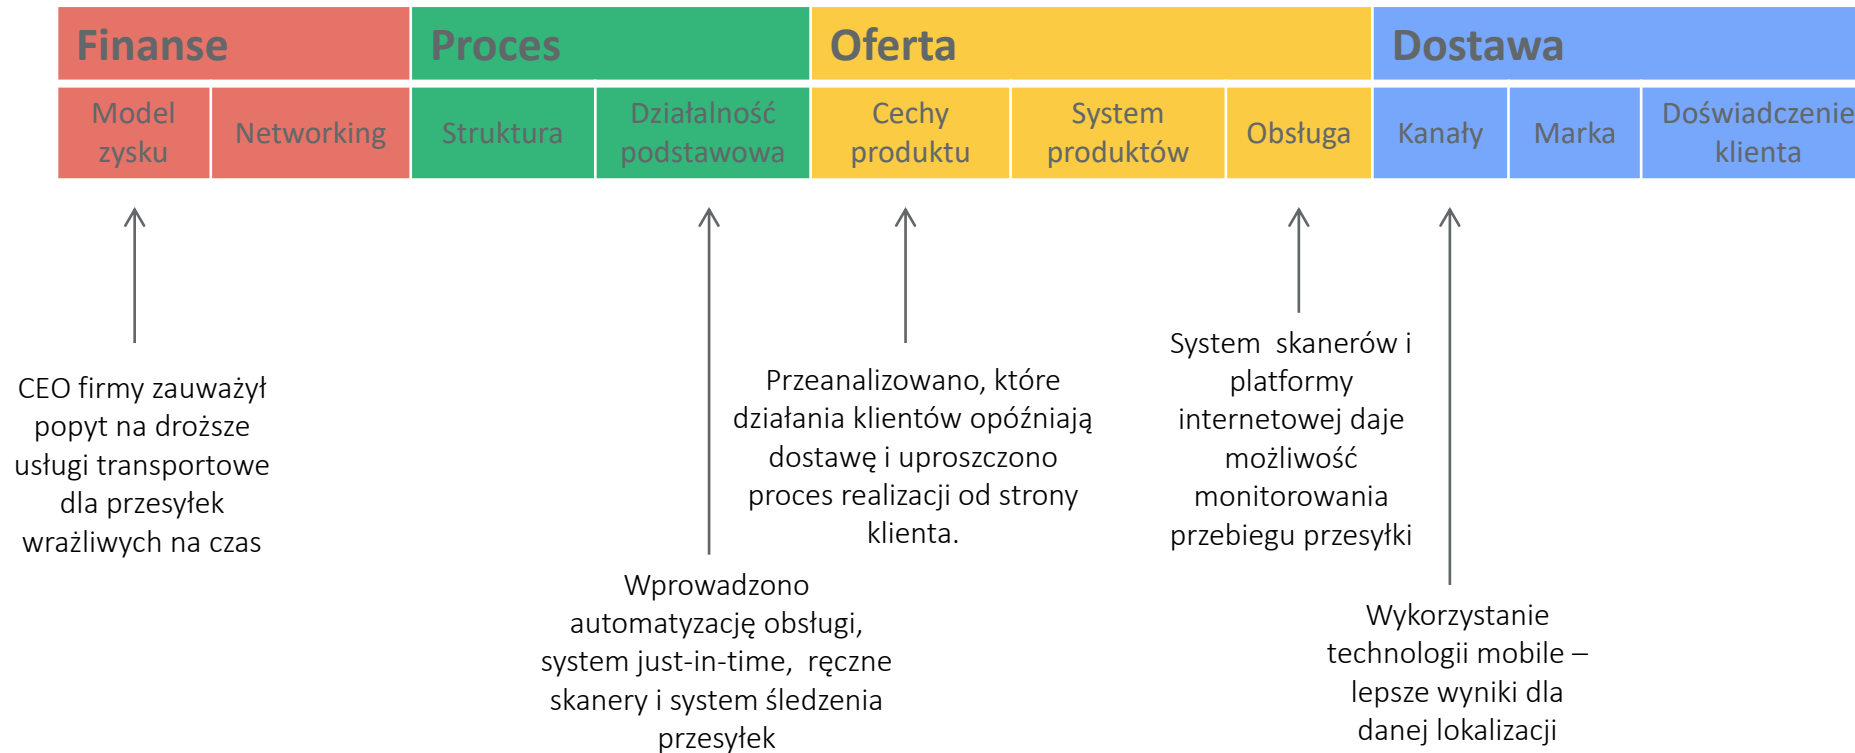 Finanse
Proces
Oferta
Dostawa
Model
zysku
Networking
Struktura
Działalność
podstawowa
Cechy
produktu
System
produktów
Obsługa
Kanały
Marka
Doświadczenie
klienta
CEO firmy zauważył
popyt na droższe
usługi transportowe
dla przesyłek
wrażliwych na czas
Wprowadzono
automatyzację obsługi,
system just-in-time, ręczne
skanery i system śledzenia
przesyłek
Przeanalizowano, które
działania klientów opóźniają
dostawę i uproszczono
proces realizacji od strony
klienta.
System skanerów i
platformy
internetowej daje
możliwość
monitorowania
przebiegu przesyłki
Wykorzystanie
technologii mobile –
lepsze wyniki dla
danej lokalizacji